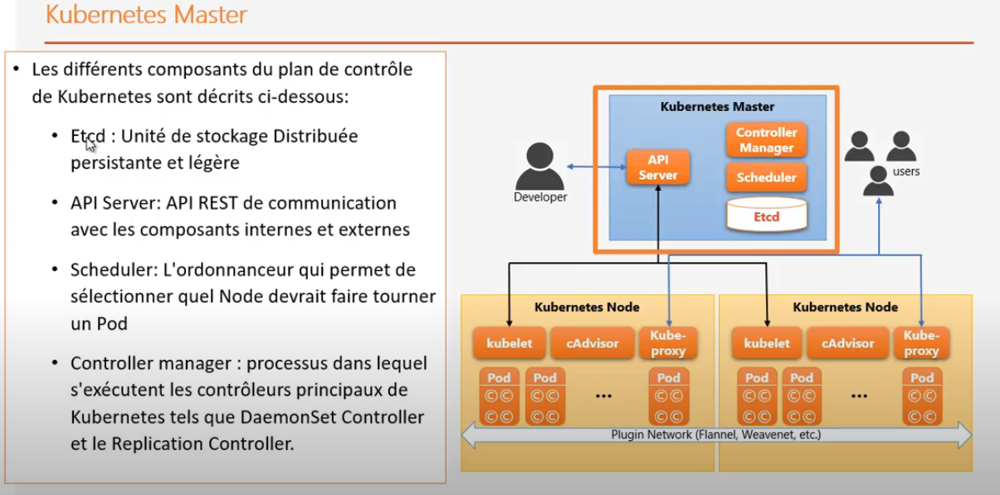 Kubernetes Master
• Les différents composants du plan de contrôle
de Kubernetes sont décrits ci-dessous:
• Etcd : Unité de stockage Distribuée
persistante et légère
• API Server: API REST de communication
avec les composants internes et externes
• Scheduler: L'ordonnanceur qui permet de
sélectionner quel Node devrait faire tourner
un Pod
• Controller manager : processus dans lequel
s'exécutent les contrôleurs principaux de
Kubernetes tels que DaemonSet Controller
et le Replication Controller.
Kubernetes Master
Controller
Manager
API
Server
Scheduler
Etcd
Developer
users
Kubernetes Node
kubelet
cAdvisor
Kube-
proxy
Pod
©©
©©
Pod
©©
©©
...
Pod
©©
©©
Kubernetes Node
kubelet
cAdvisor
Kube-
proxy
Pod
©©
©©
Pod
©©
©©
...
Pod
©©
©©
Plugin Network (Flannel, Weavenet, etc.)